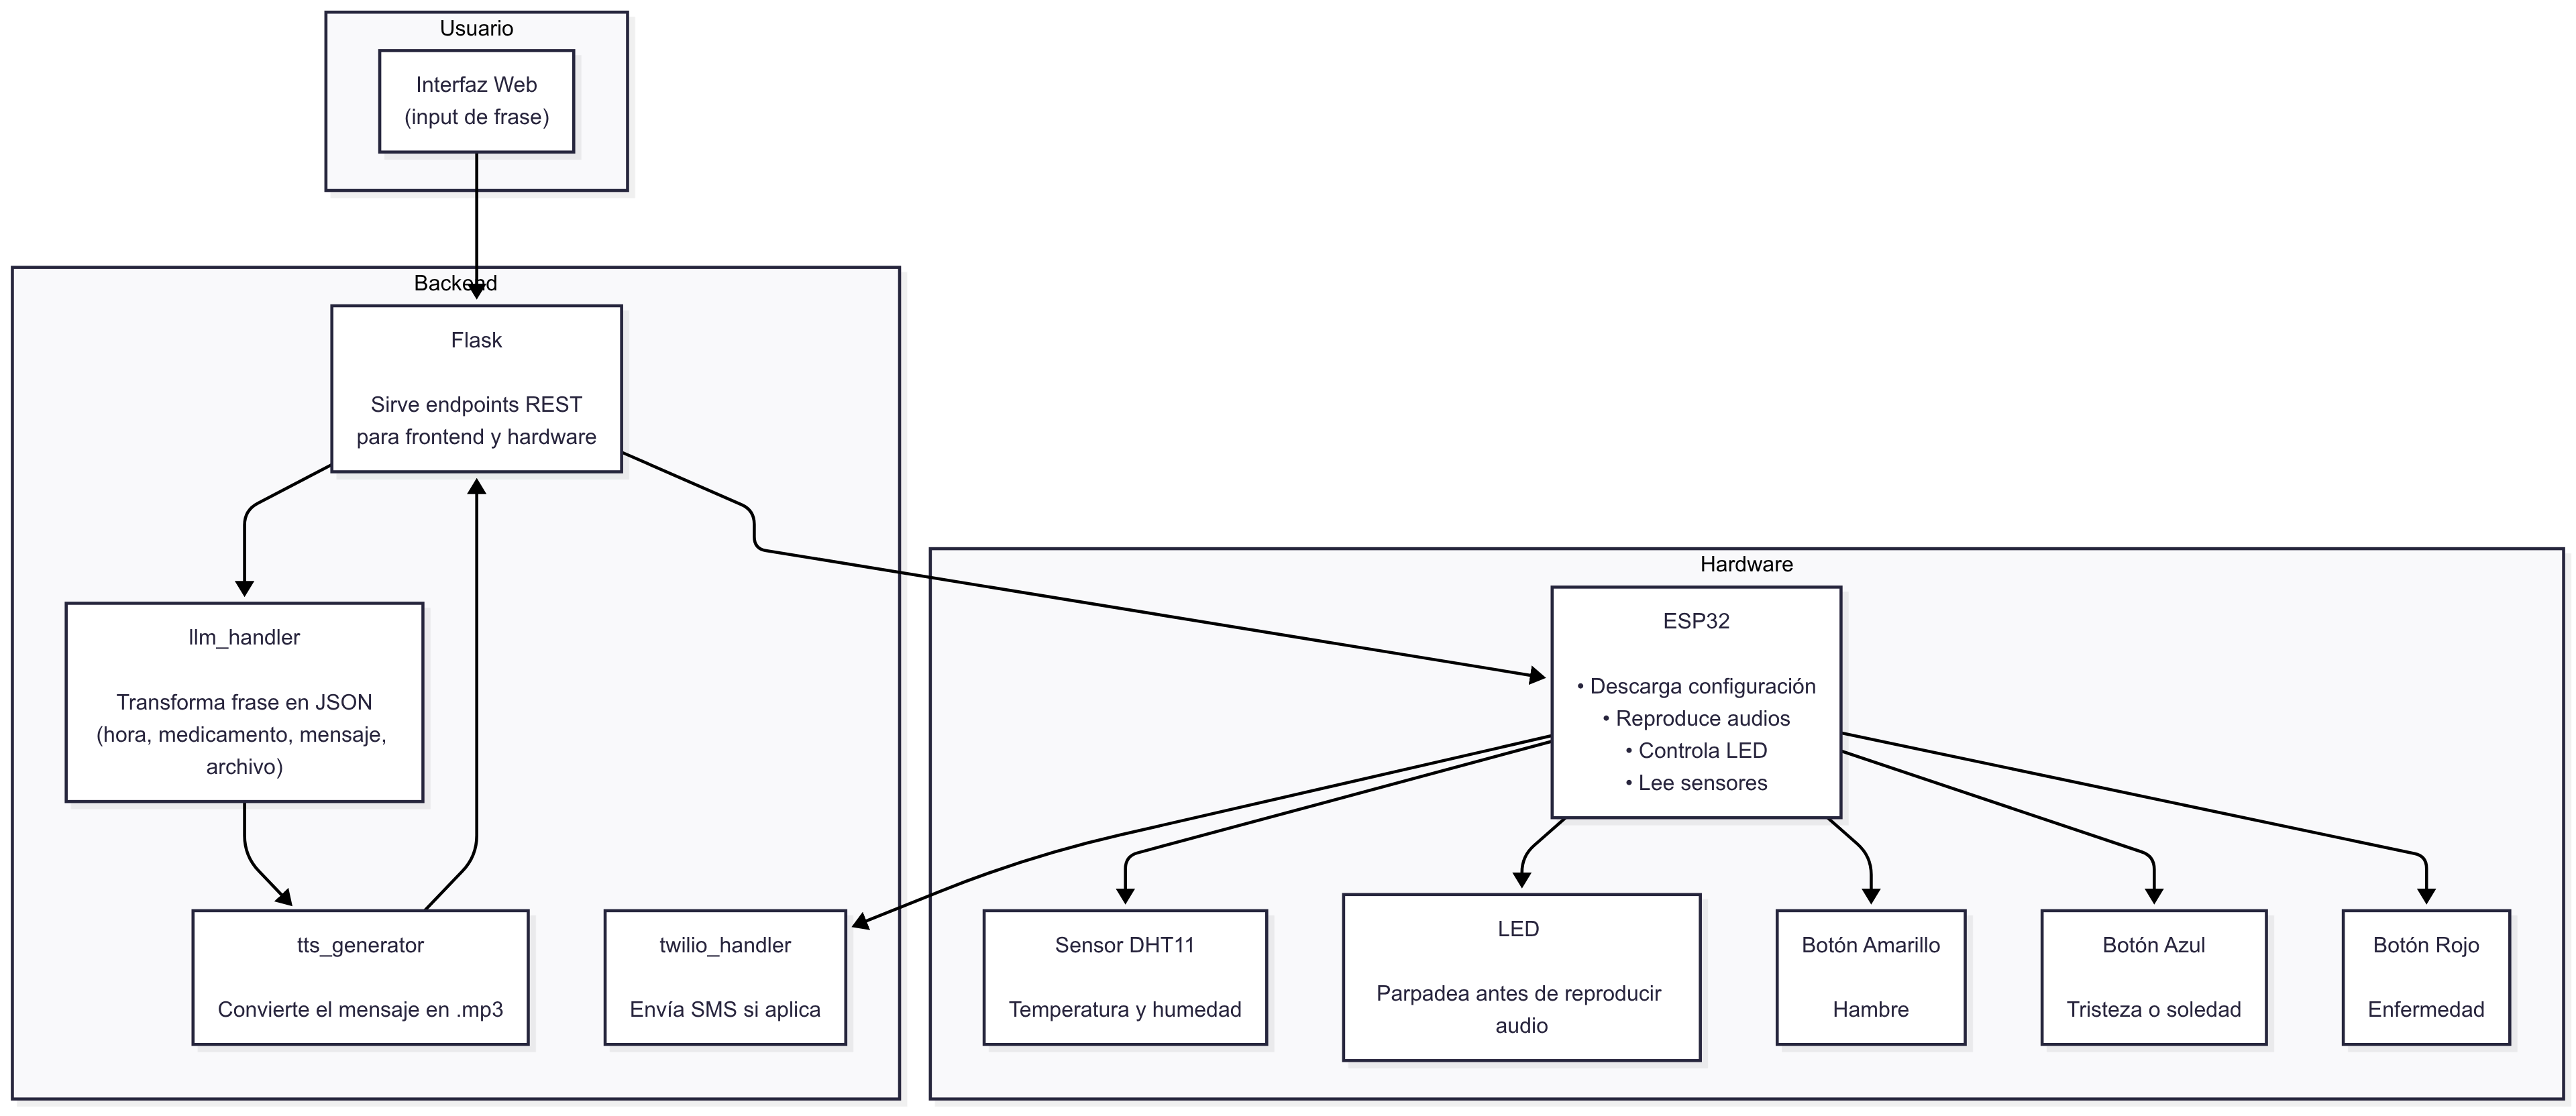 Usuario
Interfaz Web
(input de frase)
Backend
Flask
Sirve endpoints REST
para frontend y hardware
llm_handler
Transforma frase en JSON
(hora, medicamento, mensaje,
archivo)
tts_generator
Convierte el mensaje en .mp3
twilio_handler
Envía SMS si aplica
Hardware
ESP32
• Descarga configuración
• Reproduce audios
• Controla LED
• Lee sensores
Sensor DHT11
Temperatura y humedad
LED
Parpadea antes de reproducir
audio
Botón Amarillo
Hambre
Botón Azul
Tristeza o soledad
Botón Rojo
Enfermedad